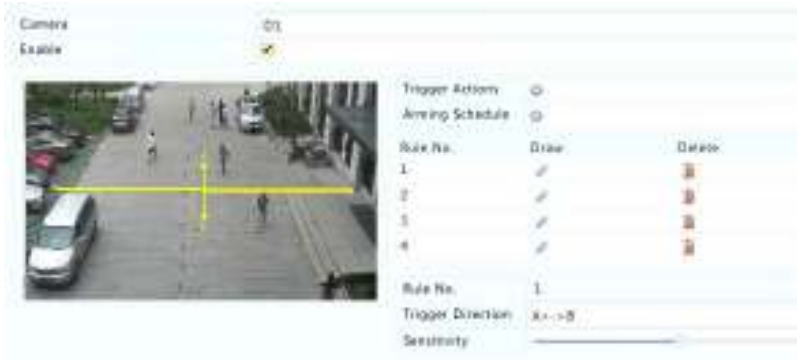 Camera D1
Enable
Trigger Actions
Arming Schedule
Rule No. Draw Delete
1
2
3
4
Rule No. 1
Trigger Direction A<->B
Sensitivity